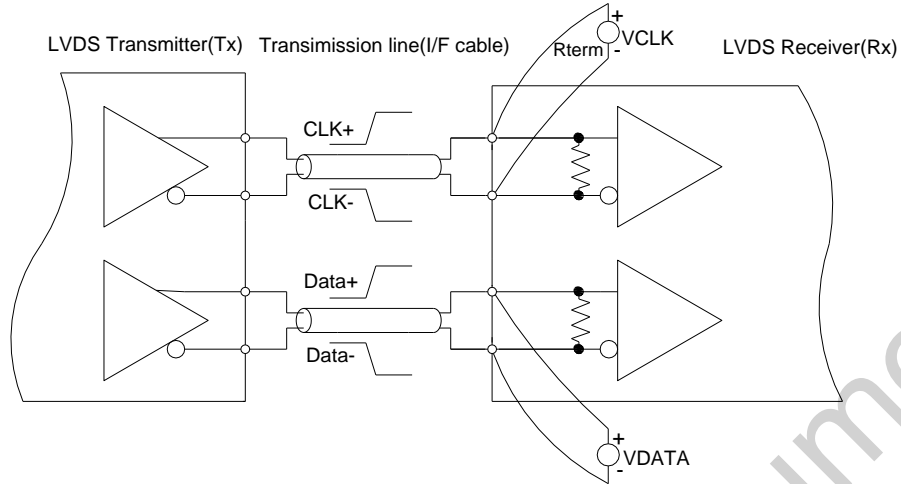 LVDS Transmitter(Tx)
Transimission line(I/F cable)
Rterm
+
VCLK
-
LVDS Receiver(Rx)
CLK+
CLK-
Data+
Data-
+
VDATA
-